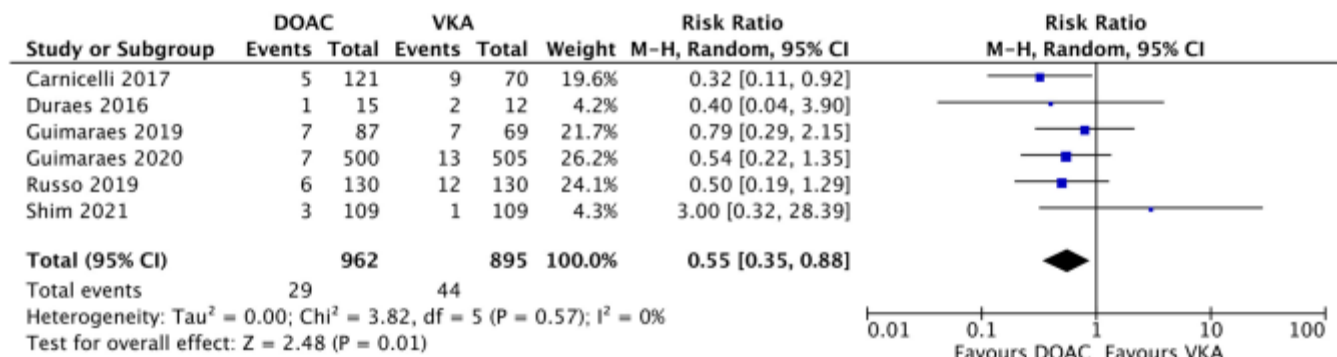 DOAC VKA Risk Ratio Risk Ratio
Study or Subgroup Events Total Events Total Weight M-H, Random, 95% CI M-H, Random, 95% CI
Carnicelli 2017 5 121 9 70 19.6% 0.32 [0.11, 0.92]
Duraes 2016 1 15 2 12 4.2% 0.40 [0.04, 3.90]
Guimaraes 2019 7 87 7 69 21.7% 0.79 [0.29, 2.15]
Guimaraes 2020 7 500 13 505 26.2% 0.54 [0.22, 1.35]
Russo 2019 6 130 12 130 24.1% 0.50 [0.19, 1.29]
Shim 2021 3 109 1 109 4.3% 3.00 [0.32, 28.39]
Total (95% CI) 962 895 100.0% 0.55 [0.35, 0.88]
Total events 29 44
Heterogeneity: Tau² = 0.00; Chi² = 3.82, df = 5 (P = 0.57); I² = 0%
Test for overall effect: Z = 2.48 (P = 0.01)
0.01 0.1 1 10 100
Favours DOAC Favours VKA